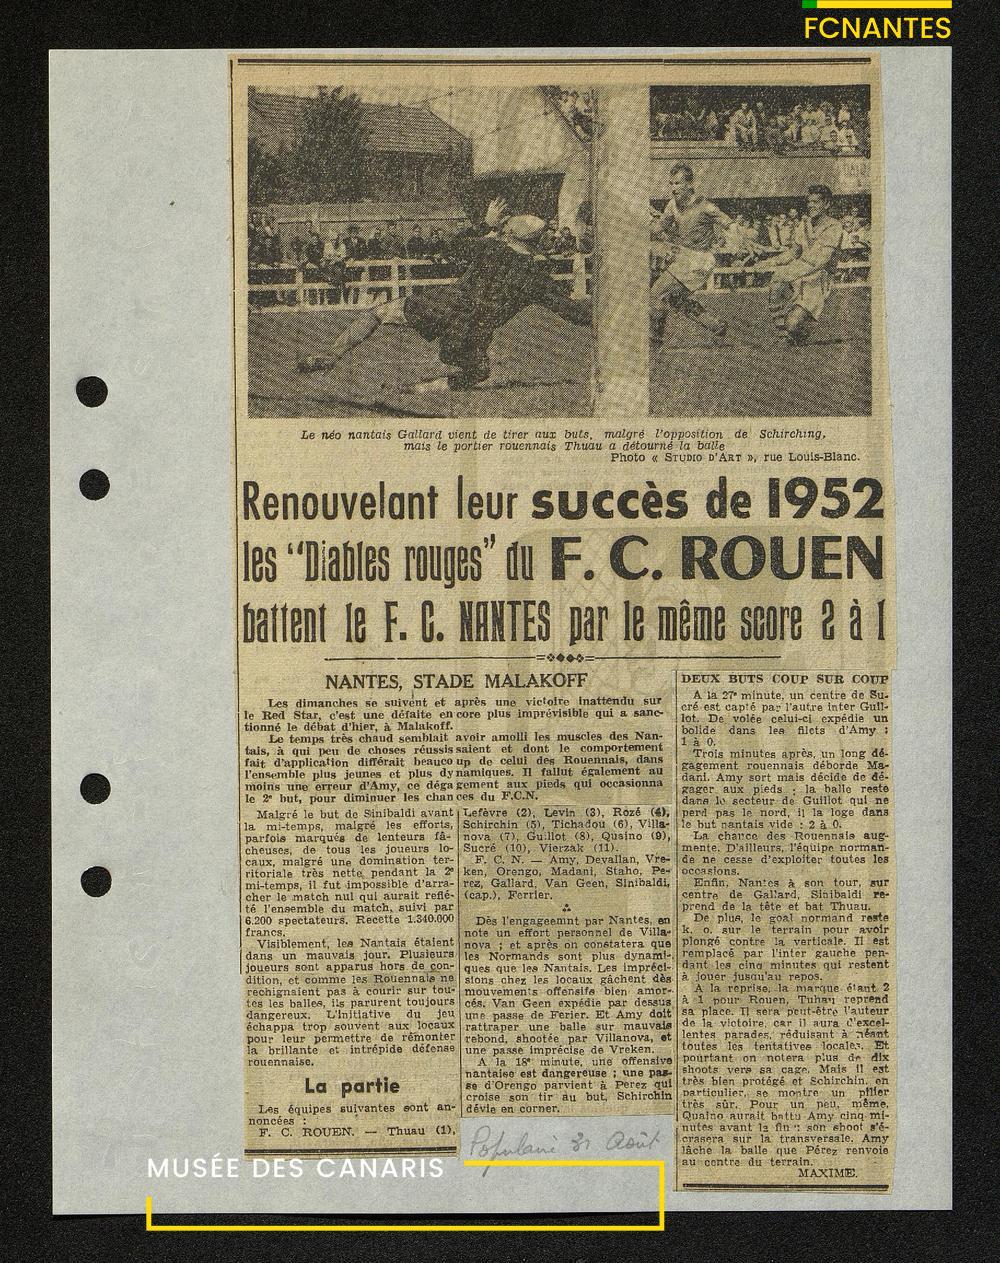 FCNANTES
Le néo nantais Gallard vient de tirer aux buts, malgré l'opposition de Schirching,
mais le portier rouennais Thuau a détourné la balle
Photo « STUDIO D'ART », rue Louis-Blanc.
Renouvelant leur succès de 1952
les "Diables rouges" du F. C. ROUEN
battent le F. C. NANTES par le même score 2 à 1
NANTES, STADE MALAKOFF
Les dimanches se suivent et après une victoire inattendu sur
le Red Star, c'est une défaite encore plus imprévisible qui a sanc-
tionné le débat d'hier, à Malakoff.
Le temps très chaud semblait avoir amolli les muscles des Nan-
tais, à qui peu de choses réussissaient et dont le comportement
fait d'application différait beaucoup de celui des Rouennais, dans
l'ensemble plus jeunes et plus dynamiques. Il fallut également au
moins une erreur d'Amy, ce dégagement aux pieds qui occasionna
le 2e but, pour diminuer les chances du F.C.N.
Malgré le but de Sinibaldi avant
la mi-temps, malgré les efforts,
parfois marqués de lenteurs fâ-
cheuses, de tous les joueurs lo-
caux, malgré une domination ter-
ritoriale très nette pendant la 2e
mi-temps, il fut impossible d'arra-
cher le match nul qui aurait reflé-
té l'ensemble du match, suivi par
6.200 spectateurs. Recette 1.340.000
francs.
Visiblement, les Nantais étaient
dans un mauvais jour. Plusieurs
joueurs sont apparus hors de con-
dition, et comme les Rouennais ne
rechignaient pas à courir sur tou-
tes les balles, ils parurent toujours
dangereux. L'initiative du jeu
échappa trop souvent aux locaux
pour leur permettre de rémonter
la brillante et intrépide défense
rouennaise.
La partie
Les équipes suivantes sont an-
noncées :
F. C. ROUEN. — Thuau (1),
Lefèvre (2), Levin (3), Rozé (4),
Schirchin (5), Tichadou (6), Villa-
nova (7), Guillot (8), Quaino (9),
Sucré (10), Vierzak (11).
F. C. N. — Amy, Devallan, Vre-
ken, Orengo, Madani, Staho, Pe-
rez, Gallard, Van Geen, Sinibaldi,
(cap.), Ferrier.
Dès l'engageemnt par Nantes, on
note un effort personnel de Villa-
nova ; et après on constatera que
les Normands sont plus dynami-
ques que les Nantais. Les impréci-
sions chez les locaux gâchent dès
mouvements offensifs bien amor-
cés. Van Geen expédie par dessus
une passe de Ferier. Et Amy doit
rattraper une balle sur mauvais
rebond, shootée par Villanova, et
une passe imprécise de Vreken.
A la 18e minute, une offensive
nantaise est dangereuse ; une pas-
se d'Orengo parvient à Perez qui
croise son tir au but, Schirchin
dévie en corner.
Populaire 31 Août
DEUX BUTS COUP SUR COUP
A la 27e minute, un centre de Su-
cré est capté par l'autre inter Guil-
lot. De volée celui-ci expédie un
bolide dans les filets d'Amy :
1 à 0.
Trois minutes après, un long dé-
gagement rouennais déborde Ma-
dani. Amy sort mais décide de dé-
gager aux pieds ; la balle reste
dans le secteur de Guillot qui ne
perd pas le nord, il la loge dans
le but nantais vide : 2 à 0.
La chance des Rouennais aug-
mente. D'ailleurs, l'équipe norman-
de ne cesse d'exploiter toutes les
occasions.
Enfin, Nantes à son tour, sur
centre de Gallard, Sinibaldi re-
prend de la tête et bat Thuau.
De plus, le goal normand reste
k. o. sur le terrain pour avoir
plongé contre la verticale. Il est
remplacé par l'inter gauche pen-
dant les cinq minutes qui restent
à jouer jusqu'au repos.
A la reprise, la marque étant 2
à 1 pour Rouen, Tuhau reprend
sa place. Il sera peut-être l'auteur
de la victoire, car il aura d'excel-
lentes parades, réduisant à néant
toutes les tentatives locales. Et
pourtant on notera plus de dix
shoots vers sa cage. Mais il est
très bien protégé et Schirchin, en
particulier, se montre un pilier
très sûr. Pour un peu, même,
Quaino aurait battu Amy cinq mi-
nutes avant la fin : son shoot s'é-
crasera sur la transversale. Amy
lâche la balle que Pérez renvoie
au centre du terrain.
MAXIME.
MUSÉE DES CANARIS